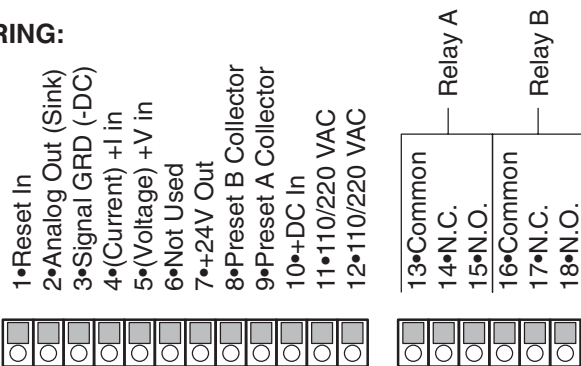 RING:
1•Reset In
2•Analog Out (Sink)
3•Signal GRD (-DC)
4•(Current) +I in
5•(Voltage) +V in
6•Not Used
7•+24V Out
8•Preset B Collector
9•Preset A Collector
10•+DC In
11•110/220 VAC
12•110/220 VAC
Relay A
13•Common
14•N.C.
15•N.O.
Relay B
16•Common
17•N.C.
18•N.O.